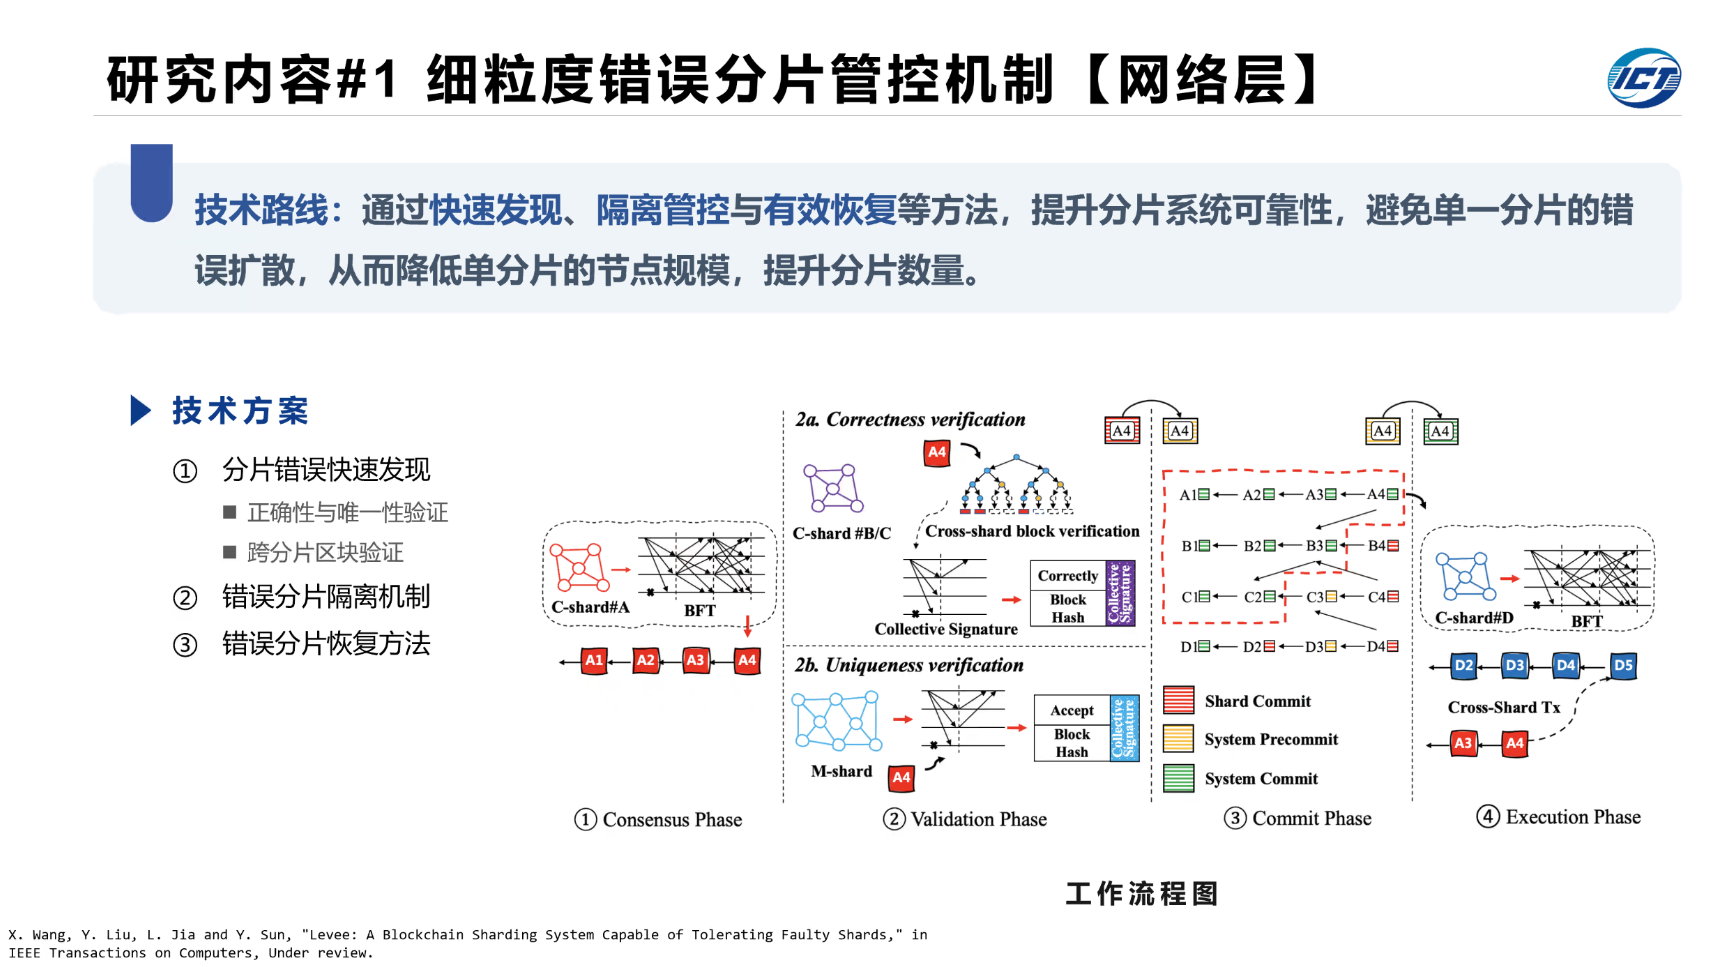 研究内容#1 细粒度错误分片管控机制【网络层】
ICT
技术路线：通过快速发现、隔离管控与有效恢复等方法，提升分片系统可靠性，避免单一分片的错
误扩散，从而降低单分片的节点规模，提升分片数量。
技术方案
① 分片错误快速发现
■ 正确性与唯一性验证
■ 跨分片区块验证
② 错误分片隔离机制
③ 错误分片恢复方法
C-shard#A
BFT
A1 A2 A3 A4
① Consensus Phase
2a. Correctness verification
A4
C-shard #B/C
Cross-shard block verification
Collective Signature
Correctly
Block
Hash
Collective
Signature
2b. Uniqueness verification
M-shard
A4
Accept
Block
Hash
Collective
Signature
② Validation Phase
A4 A4 A4 A4
A1 A2 A3 A4
B1 B2 B3 B4
C1 C2 C3 C4
D1 D2 D3 D4
Shard Commit
System Precommit
System Commit
③ Commit Phase
C-shard#D
BFT
D2 D3 D4 D5
Cross-Shard Tx
A3 A4
④ Execution Phase
工作流程图
X. Wang, Y. Liu, L. Jia and Y. Sun, "Levee: A Blockchain Sharding System Capable of Tolerating Faulty Shards," in
IEEE Transactions on Computers, Under review.